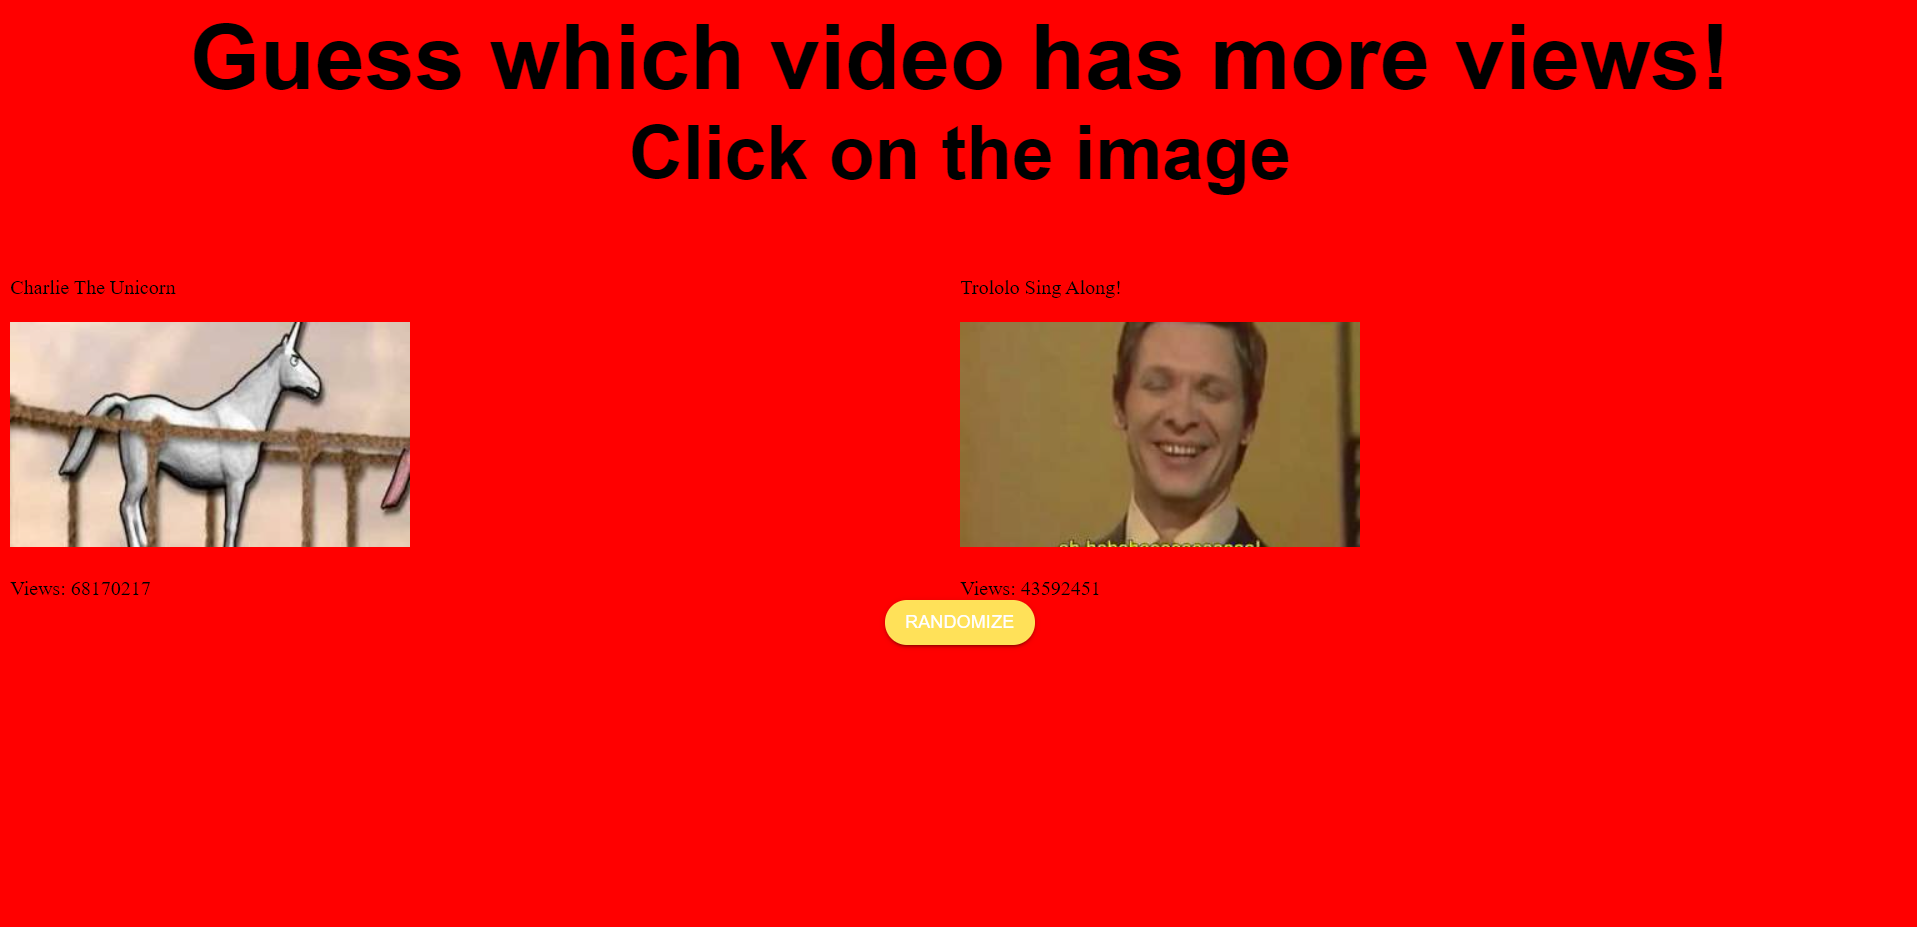 Guess which video has more views!
Click on the image
Charlie The Unicorn
Trololo Sing Along!
Views: 68170217
Views: 43592451
RANDOMIZE